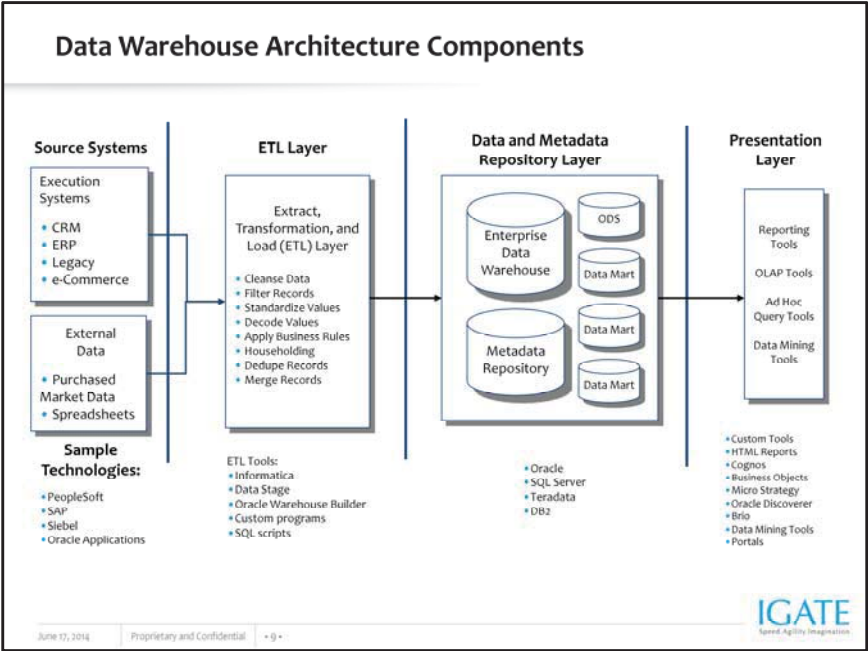 Data Warehouse Architecture Components
Source Systems
Execution
Systems
• CRM
• ERP
• Legacy
• e-Commerce
External
Data
• Purchased
Market Data
• Spreadsheets
Sample
Technologies:
• PeopleSoft
• SAP
• Siebel
• Oracle Applications
ETL Layer
Extract,
Transformation, and
Load (ETL) Layer
• Cleanse Data
• Filter Records
• Standardize Values
• Decode Values
• Apply Business Rules
• Householding
• Dedupe Records
• Merge Records
ETL Tools:
• Informatica
• Data Stage
• Oracle Warehouse Builder
• Custom programs
• SQL scripts
Data and Metadata
Repository Layer
Enterprise
Data
Warehouse
Metadata
Repository
ODS
Data Mart
Data Mart
Data Mart
• Oracle
• SQL Server
• Teradata
• DB2
Presentation
Layer
Reporting
Tools
OLAP Tools
Ad Hoc
Query Tools
Data Mining
Tools
• Custom Tools
• HTML Reports
• Cognos
• Business Objects
• Micro Strategy
• Oracle Discoverer
• Brio
• Data Mining Tools
• Portals
June 17, 2014
Proprietary and Confidential
• 9 •
IGATE
Speed.Agility.Imagination